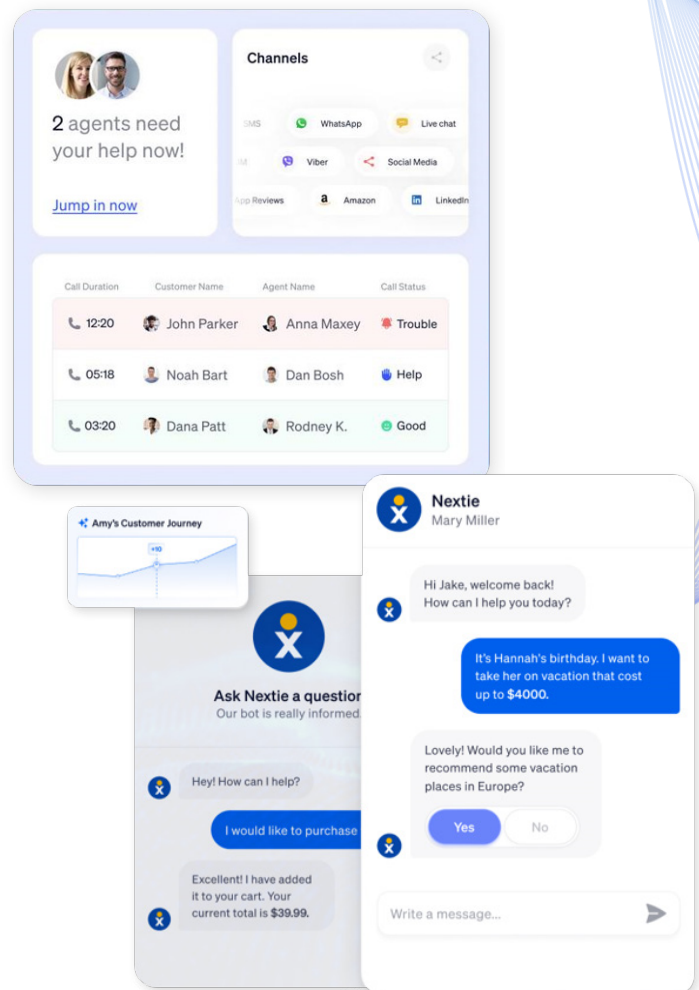 2 agents need
your help now!
Jump in now
Channels
SMS
WhatsApp
Live chat
Viber
Social Media
App Reviews
Amazon
LinkedIn
Call Duration Customer Name Agent Name Call Status
12:20 John Parker Anna Maxey Trouble
05:18 Noah Bart Dan Bosh Help
03:20 Dana Patt Rodney K. Good
Amy's Customer Journey
+10
Ask Nextie a question
Our bot is really informed.
Hey! How can I help?
I would like to purchase
Excellent! I have added
it to your cart. Your
current total is $39.99.
Nextie
Mary Miller
Hi Jake, welcome back!
How can I help you today?
It's Hannah's birthday. I want to
take her on vacation that cost
up to $4000.
Lovely! Would you like me to
recommend some vacation
places in Europe?
Yes No
Write a message...